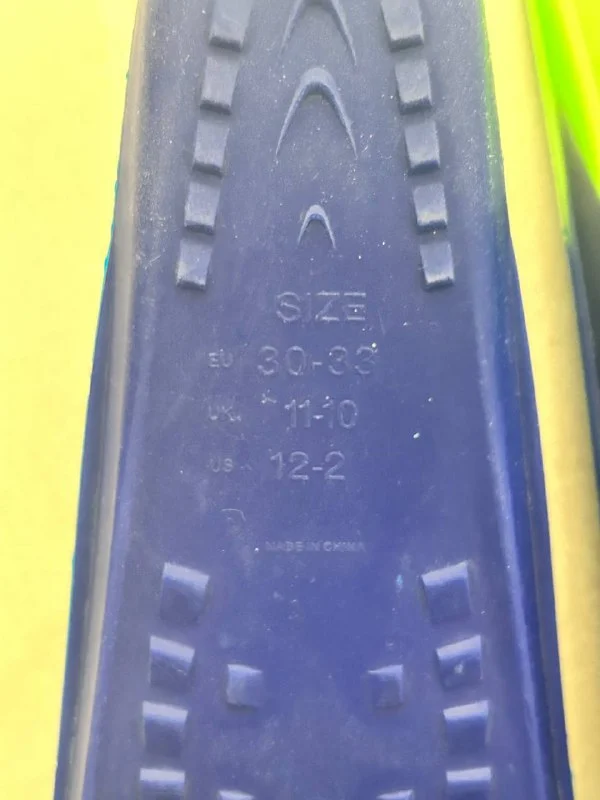 SIZE
EU 30-33
UK 11-10
US 12-2
MADE IN CHINA